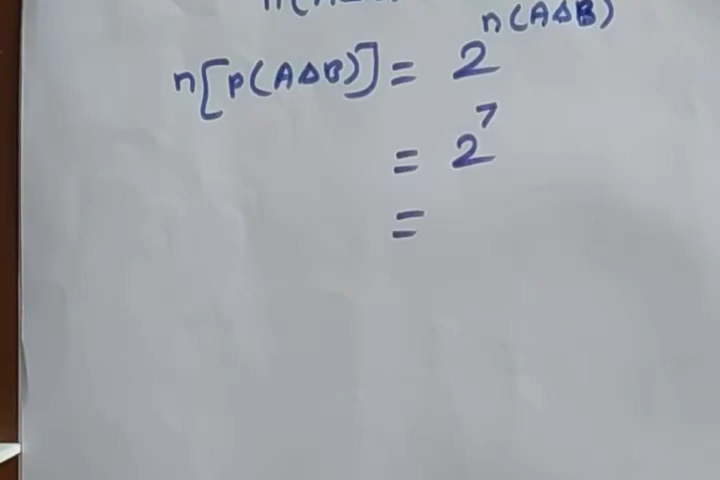 n(AΔB)
n[P(AΔB)] = 2
= 2⁷
=